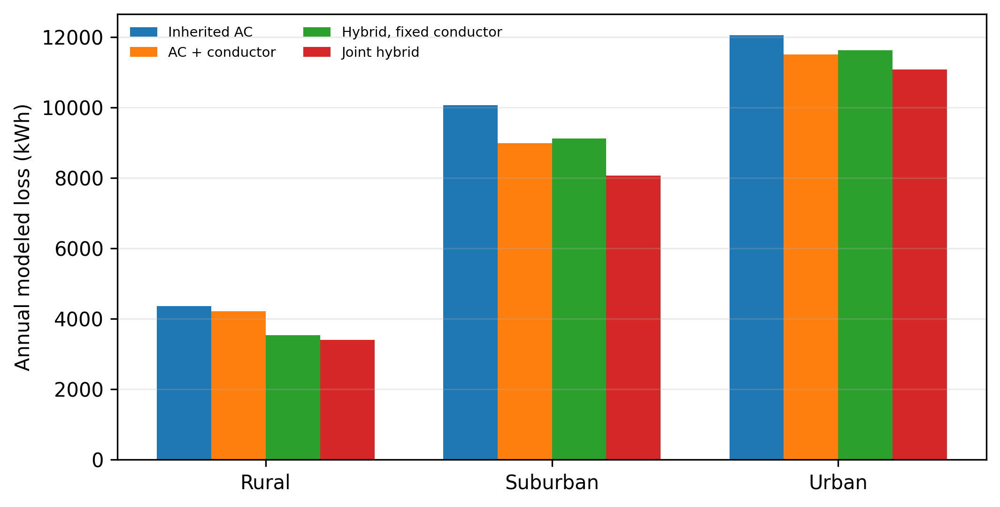 Inherited AC
AC + conductor
Hybrid, fixed conductor
Joint hybrid
Annual modeled loss (kWh)
12000
10000
8000
6000
4000
2000
0
Rural
Suburban
Urban